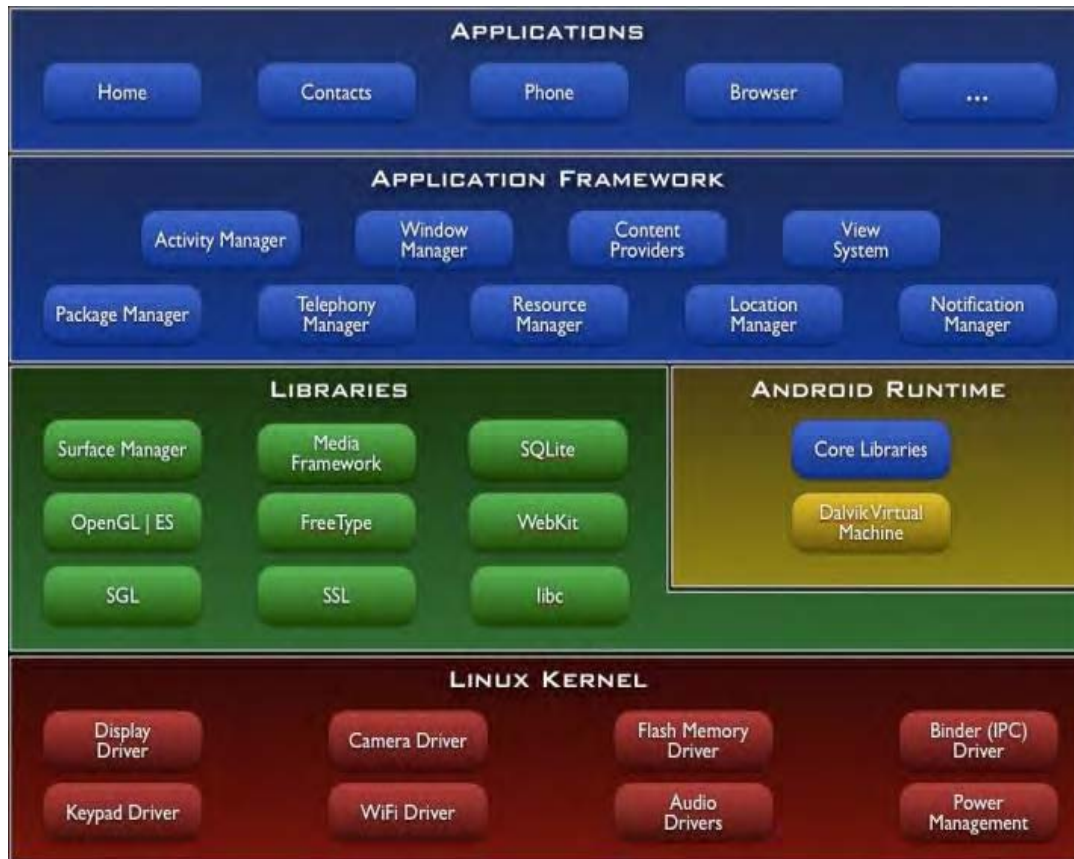 APPLICATIONS
Home
Contacts
Phone
Browser
...
APPLICATION FRAMEWORK
Activity Manager
Window
Manager
Content
Providers
View
System
Package Manager
Telephony
Manager
Resource
Manager
Location
Manager
Notification
Manager
LIBRARIES
Surface Manager
Media
Framework
SQLite
OpenGL | ES
FreeType
WebKit
SGL
SSL
libc
ANDROID RUNTIME
Core Libraries
Dalvik Virtual
Machine
LINUX KERNEL
Display
Driver
Camera Driver
Flash Memory
Driver
Binder (IPC)
Driver
Keypad Driver
WiFi Driver
Audio
Drivers
Power
Management